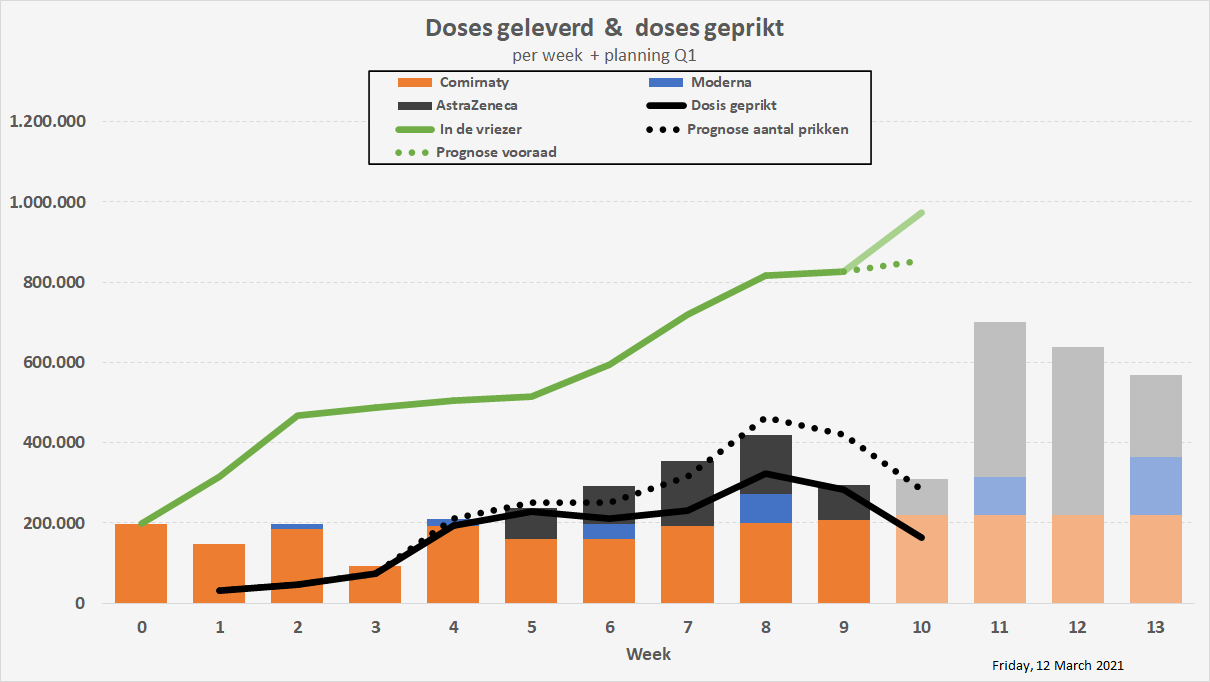 Doses geleverd & doses geprikt
per week + planning Q1
Comirnaty Moderna
AstraZeneca Dosis geprikt
In de vriezer Prognose aantal prikken
Prognose vooraad
1.200.000
1.000.000
800.000
600.000
400.000
200.000
0
0 1 2 3 4 5 6 7 8 9 10 11 12 13
Week
Friday, 12 March 2021